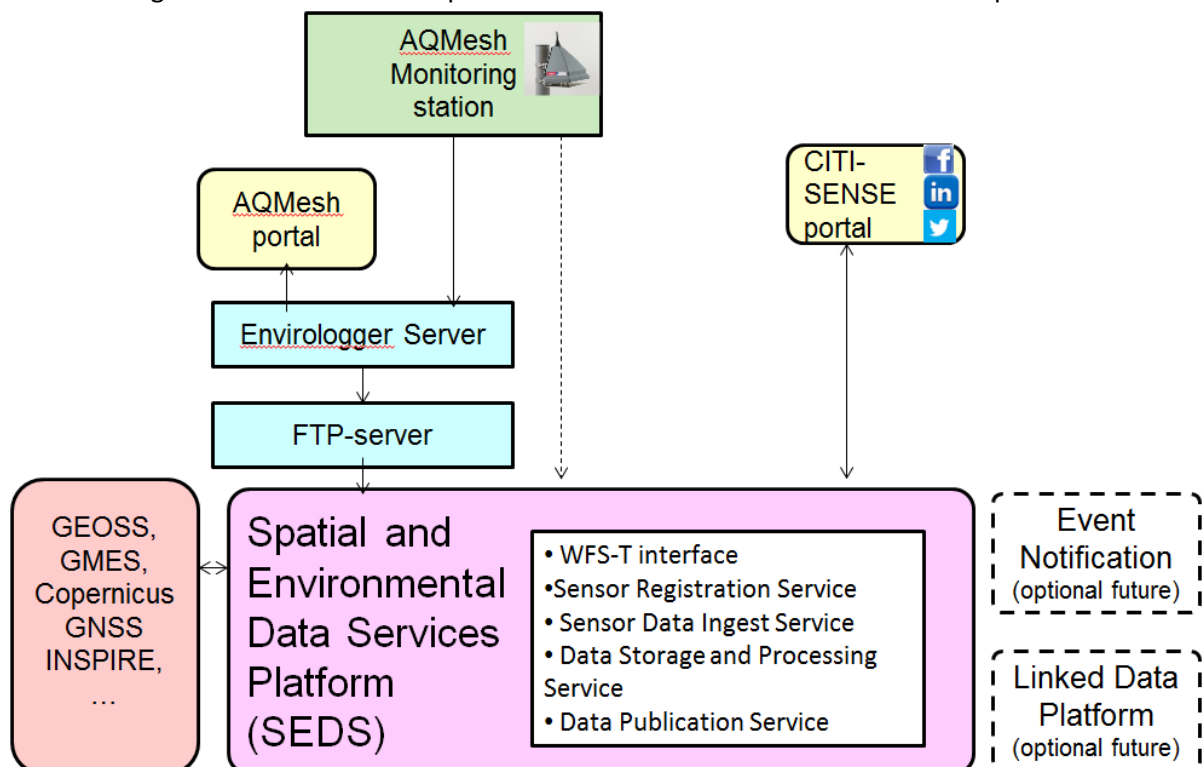 AQMesh
Monitoring
station
CITI-
SENSE
portal
f
in
AQMesh
portal
Envirologger Server
FTP-server
GEOSS,
GMES,
Copernicus
GNSS
INSPIRE,
…
Spatial and
Environmental
Data Services
Platform
(SEDS)
• WFS-T interface
•Sensor Registration Service
• Sensor Data Ingest Service
• Data Storage and Processing
Service
• Data Publication Service
Event
Notification
(optional future)
Linked Data
Platform
(optional future)